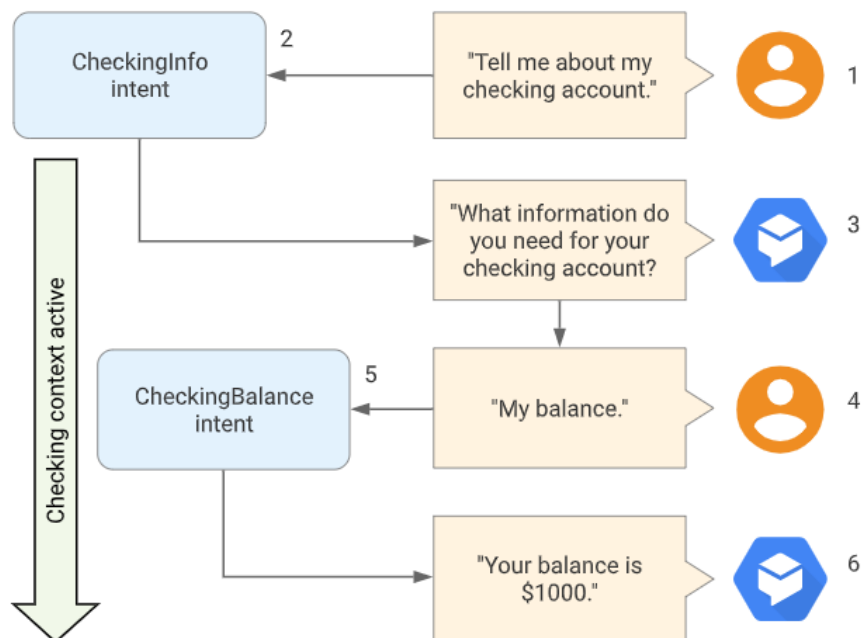 CheckingInfo
intent
2
"Tell me about my
checking account."
1
"What information do
you need for your
checking account?
3
Checking context active
CheckingBalance
intent
5
"My balance."
4
"Your balance is
$1000."
6